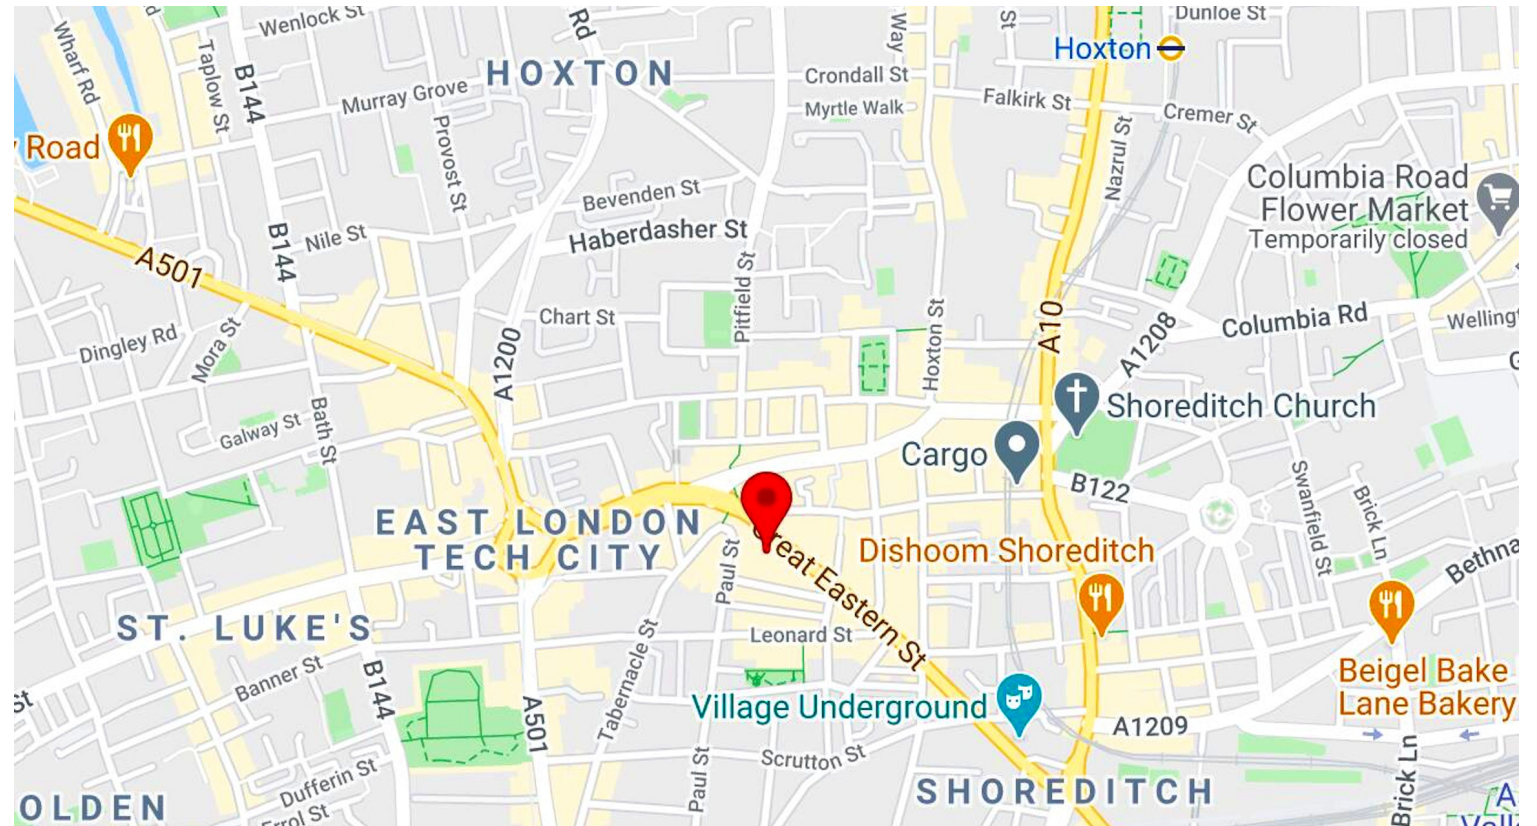 Wenlock St
Rd
Way
St
Dunloe St
Hoxton
Wharf Rd
Taplow St
B144
HOXTON
Crondall St
Murray Grove
Myrtle Walk
Falkirk St
Cremer St
Road
Provost St
Nazrul St
Bevenden St
Columbia Road
Flower Market
Temporarily closed
Nile St
B144
Haberdasher St
A501
Pitfield St
Chart St
Hoxton St
A10
A1208
Columbia Rd
Dingley Rd
Mora St
A1200
Shoreditch Church
Galway St
Bath St
Cargo
B122
Swanfield St
Brick Ln
EAST LONDON
TECH CITY
Great Eastern St
Dishoom Shoreditch
Paul St
ST. LUKE'S
Leonard St
Banner St
B144
Tabernacle St
Beigel Bake
Lane Bakery
St
A501
Village Underground
A1209
Scrutton St
Paul St
Dufferin St
SHOREDITCH
Brick Ln
OLDEN
Errol St